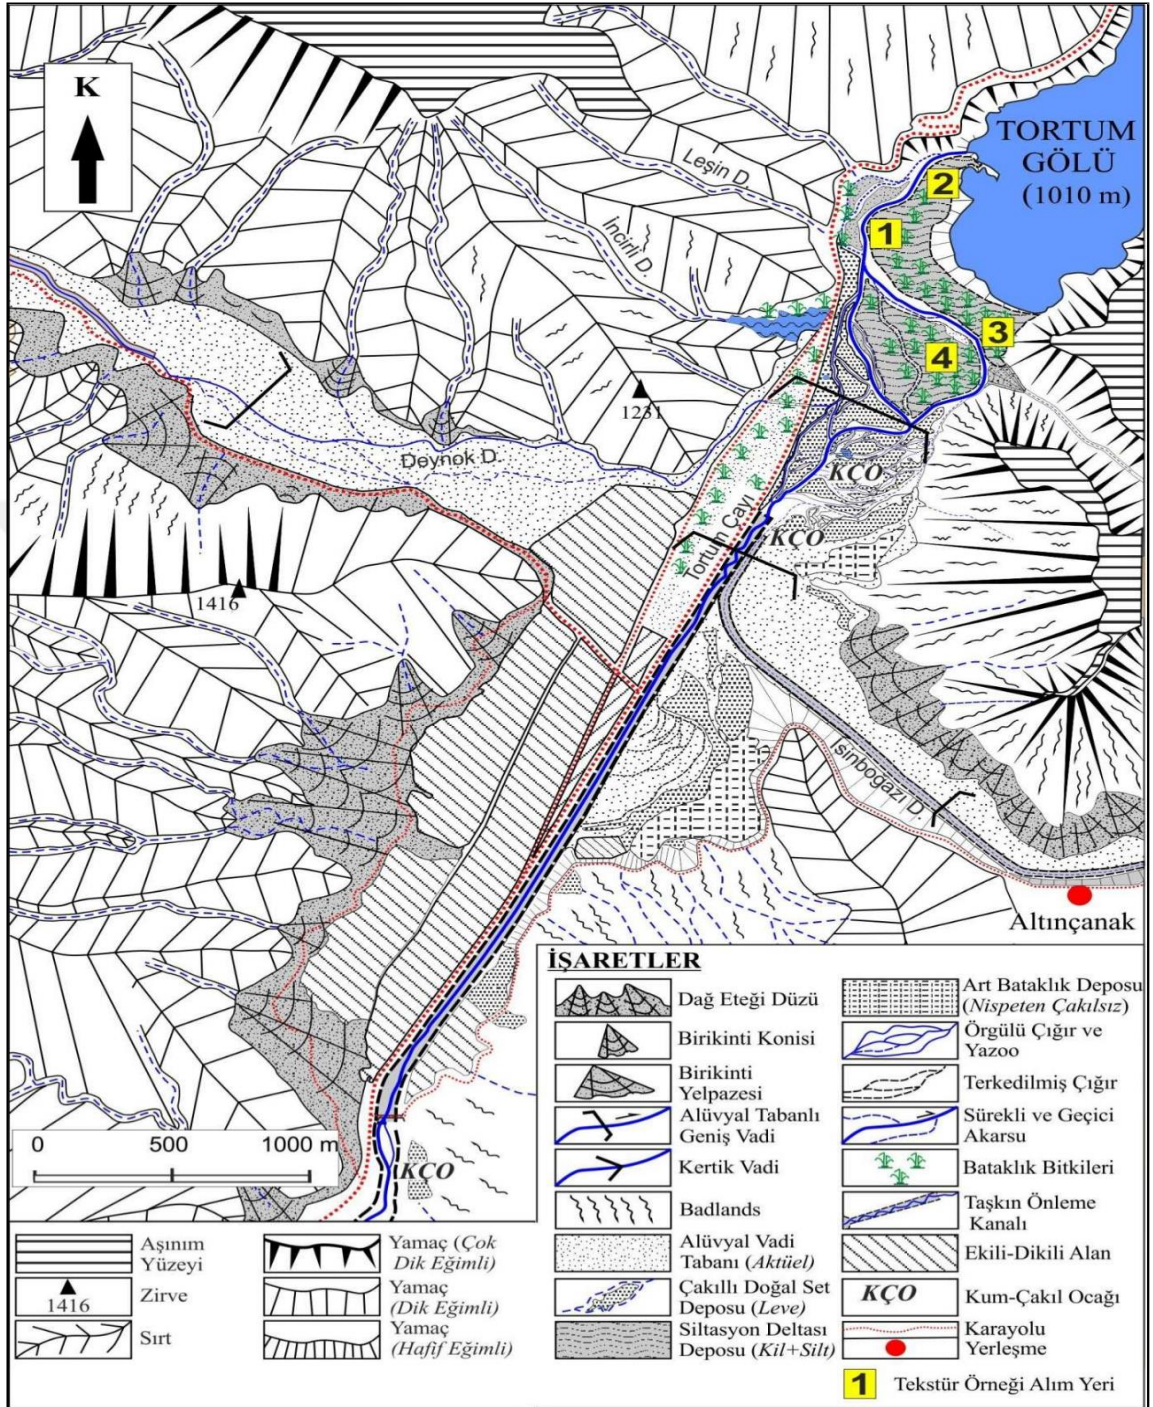 K
TORTUM
GÖLÜ
(1010 m)
Leşin D.
İncirli D.
2
1
3
4
1231
Deynok D.
KÇO
KÇO
Tortum Çayı
1416
Isınboğazı D.
Altınçanak
0 500 1000 m
KÇO
İŞARETLER
Dağ Eteği Düzü
Birikinti Konisi
Birikinti
Yelpazesi
Alüvyal Tabanlı
Geniş Vadi
Kertik Vadi
Badlands
Alüvyal Vadi
Tabanı (Aktüel)
Çakıllı Doğal Set
Deposu (Leve)
Siltasyon Deltası
Deposu (Kil+Silt)
Art Bataklık Deposu
(Nispeten Çakılsız)
Örgülü Çığır ve
Yazoo
Terkedilmiş Çığır
Sürekli ve Geçici
Akarsu
Bataklık Bitkileri
Taşkın Önleme
Kanalı
Ekili-Dikili Alan
KÇO Kum-Çakıl Ocağı
Karayolu
Yerleşme
1 Tekstür Örneği Alım Yeri
Aşınım
Yüzeyi
1416 Zirve
Sırt
Yamaç (Çok
Dik Eğimli)
Yamaç
(Dik Eğimli)
Yamaç
(Hafif Eğimli)